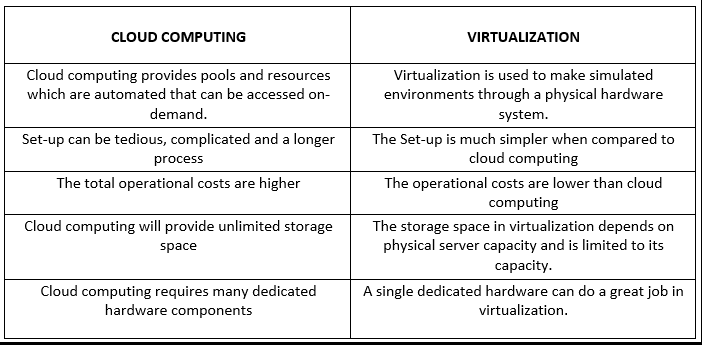 CLOUD COMPUTING
VIRTUALIZATION
Cloud computing provides pools and resources
which are automated that can be accessed on-
demand.
Virtualization is used to make simulated
environments through a physical hardware
system.
Set-up can be tedious, complicated and a longer
process
The Set-up is much simpler when compared to
cloud computing
The total operational costs are higher
The operational costs are lower than cloud
computing
Cloud computing will provide unlimited storage
space
The storage space in virtualization depends on
physical server capacity and is limited to its
capacity.
Cloud computing requires many dedicated
hardware components
A single dedicated hardware can do a great job in
virtualization.